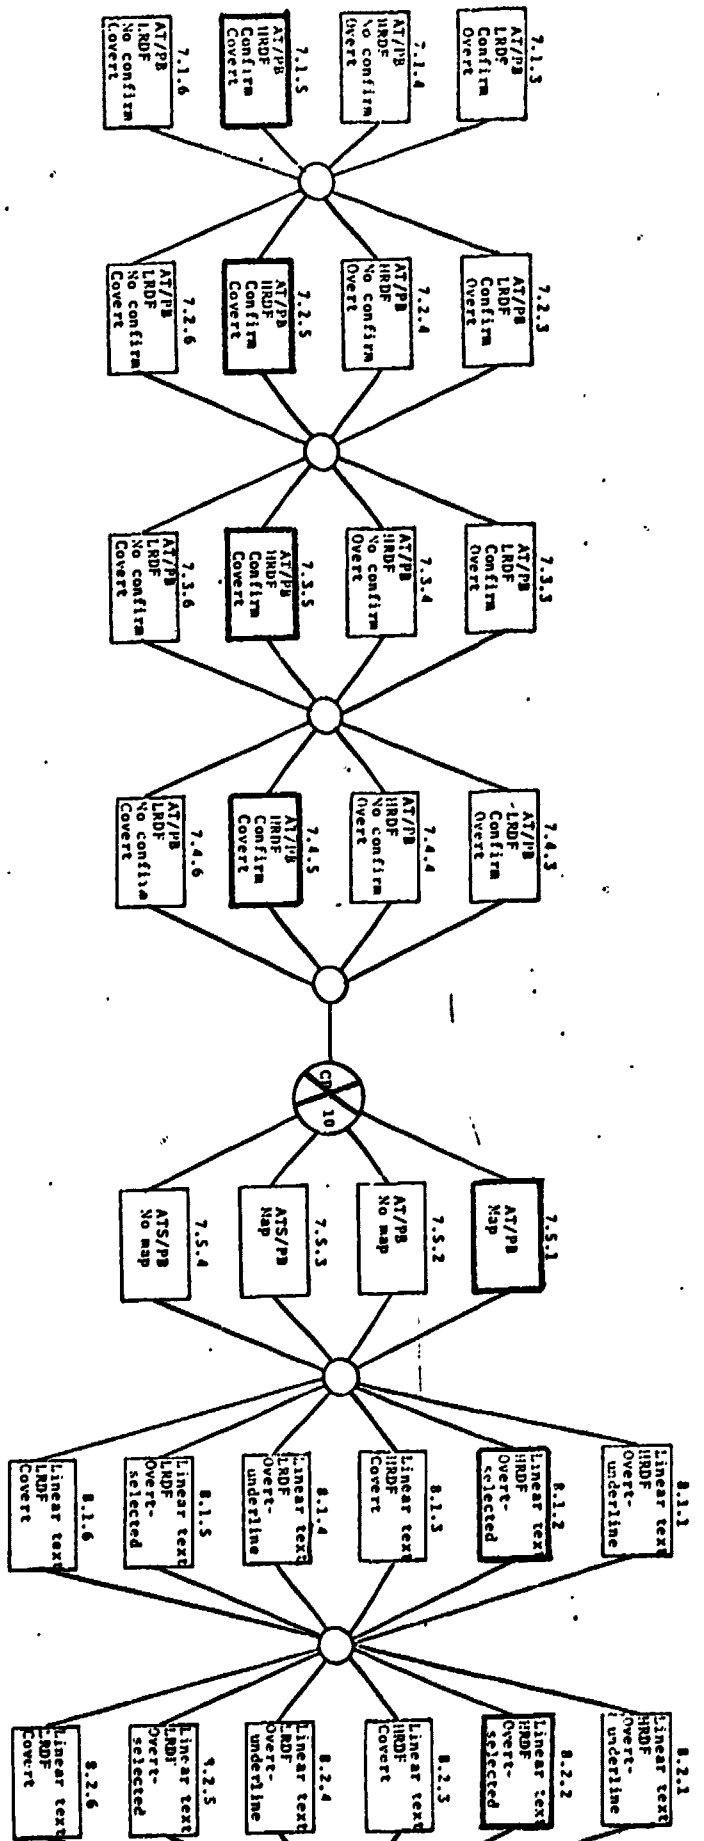 7.1.3
AT/PB
LRDF
Confirm
Overt
7.1.4
AT/PB
HRDF
No confirm
Overt
7.1.5
AT/PB
HRDF
Confirm
Covert
7.1.6
AT/PB
LRDF
No confirm
Covert
7.2.3
AT/PB
LRDF
Confirm
Overt
7.2.4
AT/PB
HRDF
No confirm
Overt
7.2.5
AT/PB
HRDF
Confirm
Covert
7.2.6
AT/PB
LRDF
No confirm
Covert
7.3.3
AT/PB
LRDF
Confirm
Overt
7.3.4
AT/PB
HRDF
No confirm
Overt
7.3.5
AT/PB
HRDF
Confirm
Covert
7.3.6
AT/PB
LRDF
No confirm
Covert
7.4.3
AT/PB
LRDF
Confirm
Overt
7.4.4
AT/PB
HRDF
No confirm
Overt
7.4.5
AT/PB
HRDF
Confirm
Covert
7.4.6
AT/PB
LRDF
No confirm
Covert
10
7.5.1
AT/PB
Map
7.5.2
AT/PB
No map
7.5.3
ATS/PB
Map
7.5.4
ATS/PB
No map
8.1.1
Linear text
HRDF
Overt-
underline
8.1.2
Linear text
HRDF
Overt-
selected
8.1.3
Linear text
HRDF
Covert
8.1.4
Linear text
LRDF
Overt-
underline
8.1.5
Linear text
LRDF
Overt-
selected
8.1.6
Linear text
LRDF
Covert
8.2.1
Linear text
HRDF
Overt-
underline
8.2.2
Linear text
HRDF
Overt-
selected
8.2.3
Linear text
HRDF
Covert
8.2.4
Linear text
LRDF
Overt-
underline
8.2.5
Linear text
LRDF
Overt-
selected
8.2.6
Linear text
LRDF
Covert